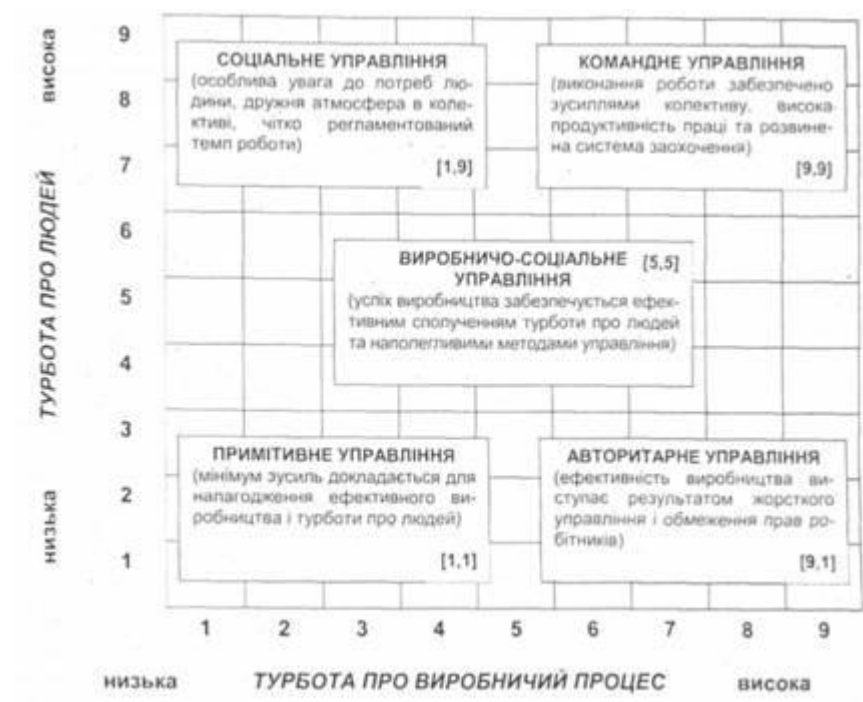 висока
ТУРБОТА ПРО ЛЮДЕЙ
низька
9
8
7
6
5
4
3
2
1
СОЦІАЛЬНЕ УПРАВЛІННЯ
(особлива увага до потреб лю-
дини, дружня атмосфера в коле-
ктиві, чітко регламентований
темп роботи)
[1,9]
КОМАНДНЕ УПРАВЛІННЯ
(виконання роботи забезпечено
зусиллями колективу, висока
продуктивність праці та розвине-
на система заохочення)
[9,9]
ВИРОБНИЧО-СОЦІАЛЬНЕ [5,5]
УПРАВЛІННЯ
(успіх виробництва забезпечується ефек-
тивним сполученням турботи про людей
та наполегливими методами управління)
ПРИМІТИВНЕ УПРАВЛІННЯ
(мінімум зусиль докладається для
налагодження ефективного ви-
робництва і турботи про людей)
[1,1]
АВТОРИТАРНЕ УПРАВЛІННЯ
(ефективність виробництва ви-
ступає результатом жорсткого
управління і обмеження прав ро-
бітників)
[9,1]
1 2 3 4 5 6 7 8 9
низька ТУРБОТА ПРО ВИРОБНИЧИЙ ПРОЦЕС висока